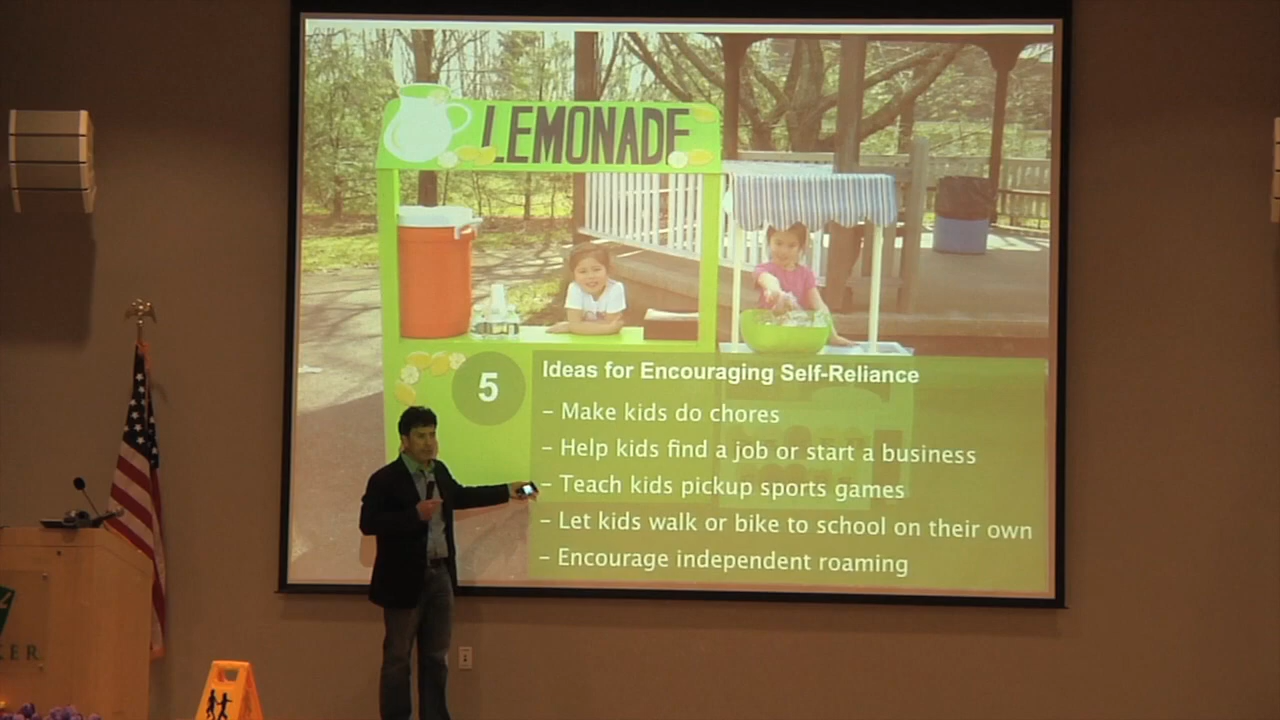 LEMONADE
5
Ideas for Encouraging Self-Reliance
– Make kids do chores
– Help kids find a job or start a business
– Teach kids pickup sports games
– Let kids walk or bike to school on their own
– Encourage independent roaming
KER